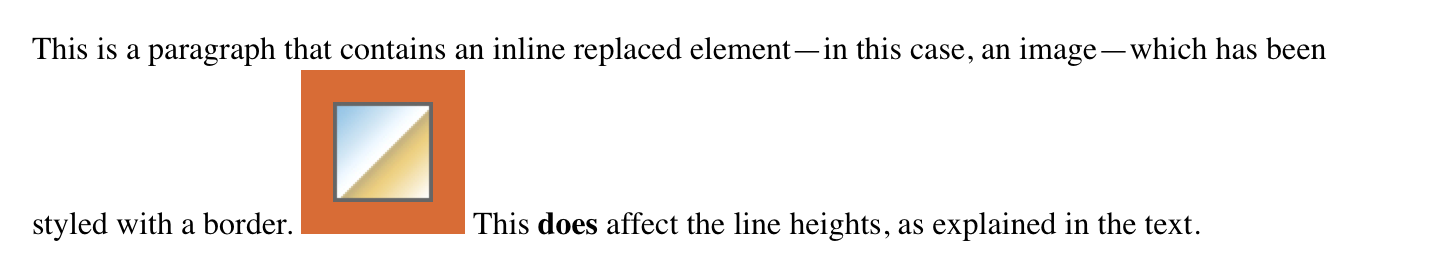 This is a paragraph that contains an inline replaced element—in this case, an image—which has been
styled with a border. This does affect the line heights, as explained in the text.